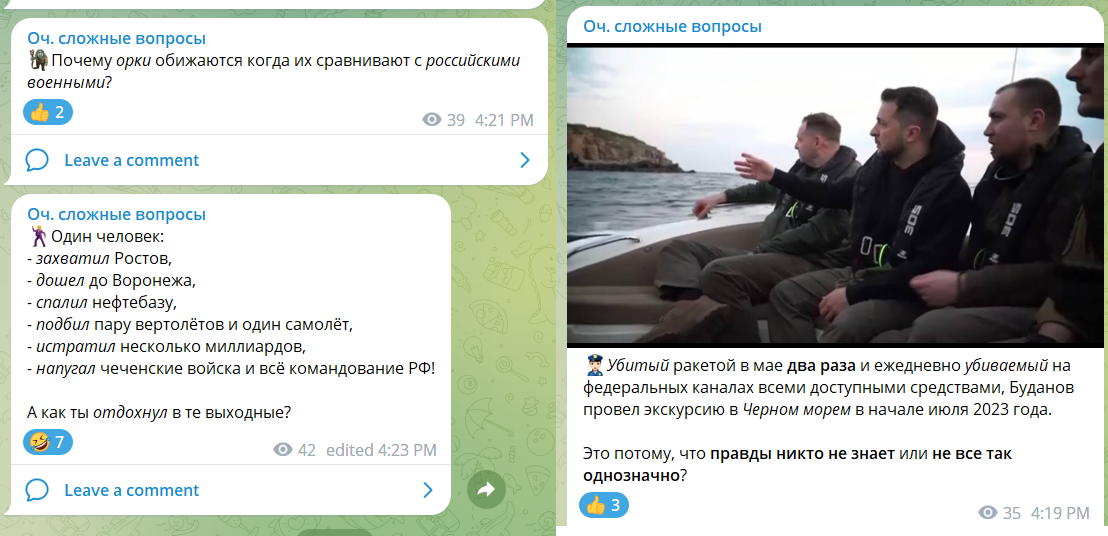 Оч. сложные вопросы
Почему орки обижаются когда их сравнивают с российскими
военными?
👍 2
39 4:21 PM
Leave a comment
Оч. сложные вопросы
Один человек:
- захватил Ростов,
- дошел до Воронежа,
- спалил нефтебазу,
- подбил пару вертолётов и один самолёт,
- истратил несколько миллиардов,
- напугал чеченские войска и всё командование РФ!
А как ты отдохнул в те выходные?
🤣 7
42 edited 4:23 PM
Leave a comment
Оч. сложные вопросы
SOE
SOE
Убитый ракетой в мае два раза и ежедневно убиваемый на
федеральных каналах всеми доступными средствами, Буданов
провел экскурсию в Черном морем в начале июля 2023 года.
Это потому, что правды никто не знает или не все так
однозначно?
👍 3
35 4:19 PM